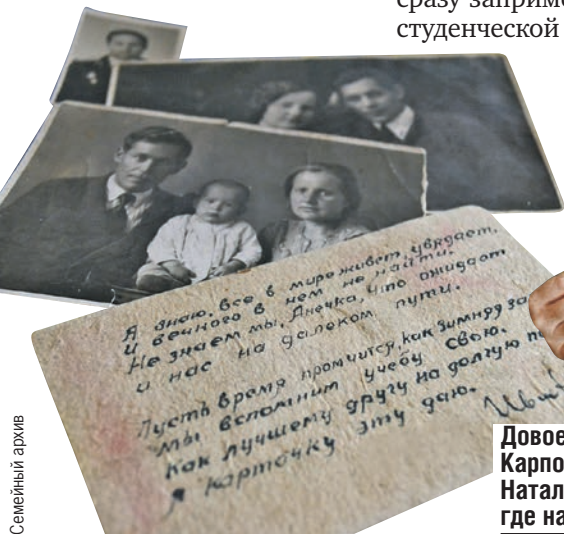 сразу заприме
студенческой
Я знаю, все в мире живет, увядает,
И вечного в нем не найти.
Не знаем мы, Анечка, что ожидает
и нас на далеком пути.
Пусть время промчится, как зимняя за
Мы вспомним учебу свою.
Как лучшему другу на долгую п
Я карточку эту даю.
Семейный архив
Довое
Карпо
Натал
где на